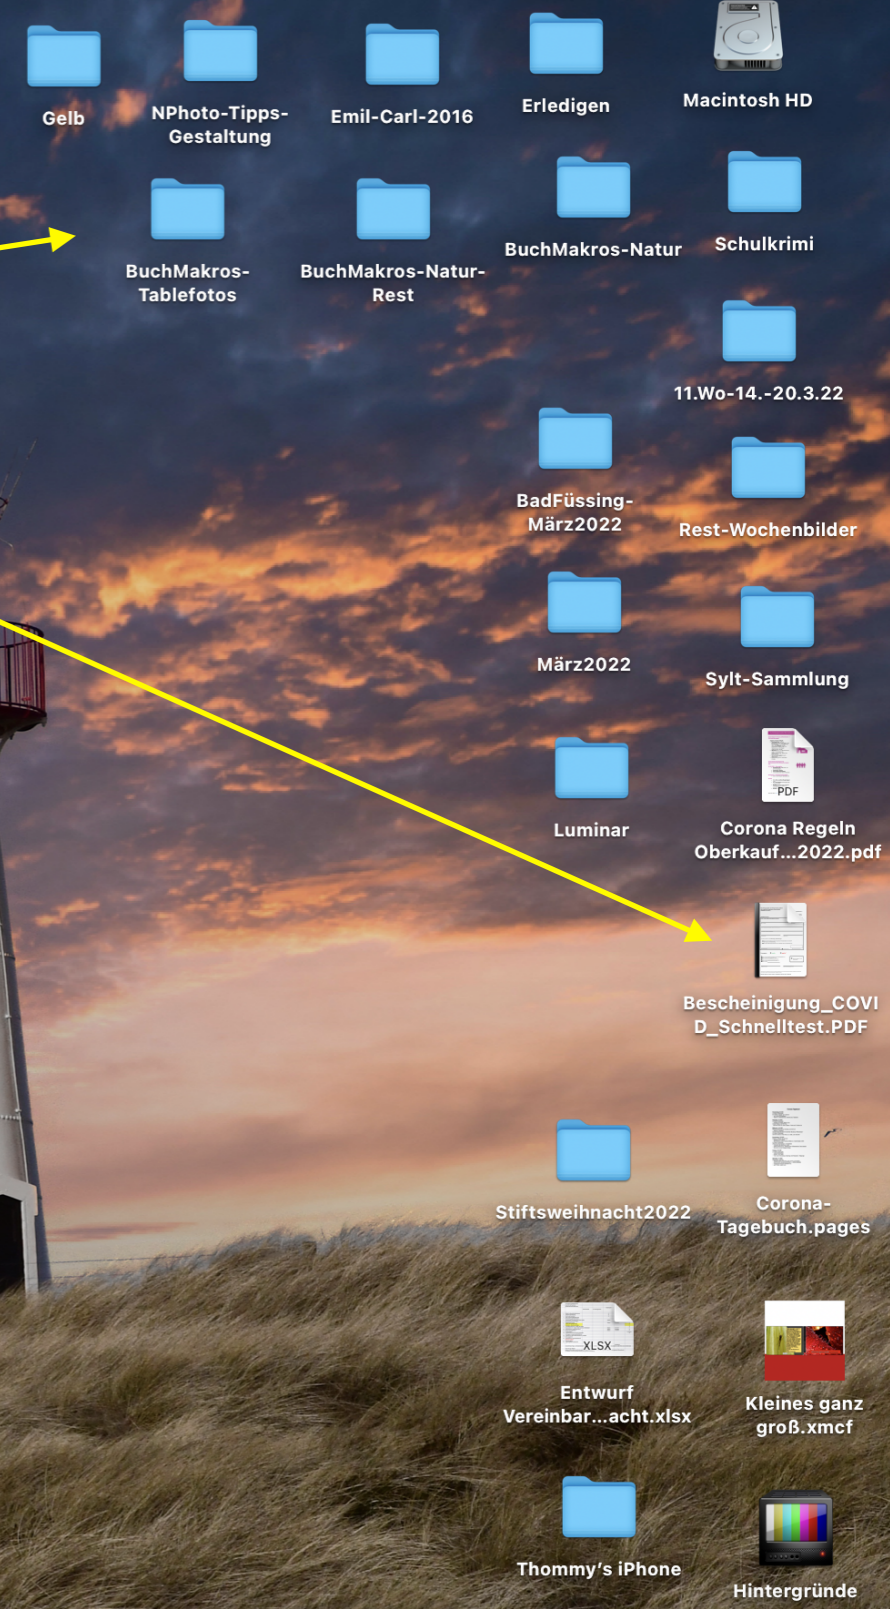 Gelb
NPhoto-Tipps-
Gestaltung
Emil-Carl-2016
Erledigen
Macintosh HD
BuchMakros-
Tablefotos
BuchMakros-Natur-
Rest
BuchMakros-Natur
Schulkrimi
11.Wo-14.-20.3.22
BadFüssing-
März2022
Rest-Wochenbilder
März2022
Sylt-Sammlung
Luminar
PDF
Corona Regeln
Oberkauf...2022.pdf
Bescheinigung_COVI
D_Schnelltest.PDF
Stiftsweihnacht2022
Corona-
Tagebuch.pages
XLSX
Entwurf
Vereinbar...acht.xlsx
Kleines ganz
groß.xmcf
Thommy's iPhone
Hintergründe